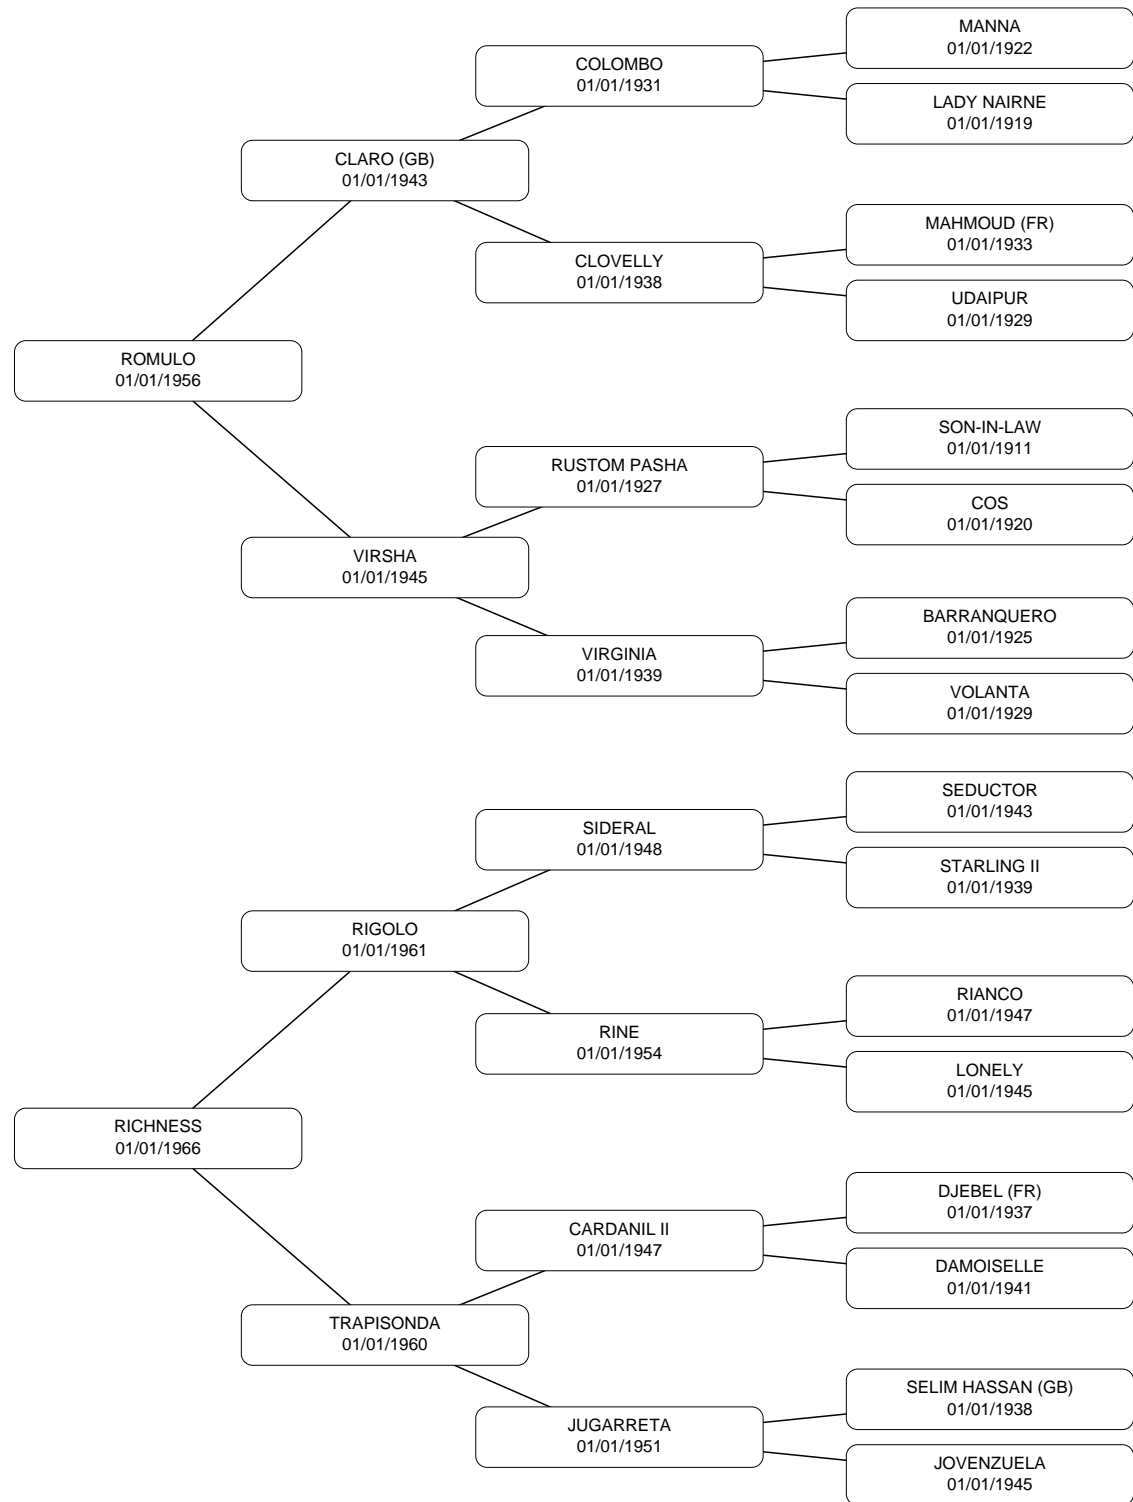 MANNA
01/01/1922
COLOMBO
01/01/1931
LADY NAIRNE
01/01/1919
CLARO (GB)
01/01/1943
MAHMOUD (FR)
01/01/1933
CLOVELLY
01/01/1938
UDAIPUR
01/01/1929
ROMULO
01/01/1956
SON-IN-LAW
01/01/1911
RUSTOM PASHA
01/01/1927
COS
01/01/1920
VIRSHA
01/01/1945
BARRANQUERO
01/01/1925
VIRGINIA
01/01/1939
VOLANTA
01/01/1929
SEDUCTOR
01/01/1943
SIDERAL
01/01/1948
STARLING II
01/01/1939
RIGOLO
01/01/1961
RIANCO
01/01/1947
RINE
01/01/1954
LONELY
01/01/1945
RICHNESS
01/01/1966
DJEBEL (FR)
01/01/1937
CARDANIL II
01/01/1947
DAMOISELLE
01/01/1941
TRAPISONDA
01/01/1960
SELIM HASSAN (GB)
01/01/1938
JUGARRETA
01/01/1951
JOVENZUELA
01/01/1945